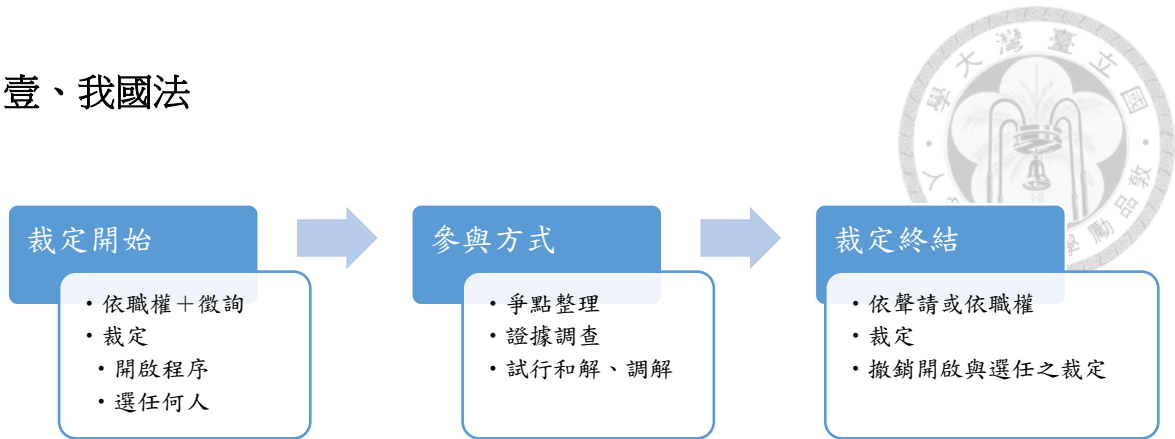 壹、我國法
裁定開始
・依職權＋徵詢
・裁定
・開啟程序
・選任何人
參與方式
・爭點整理
・證據調查
・試行和解、調解
裁定終結
・依聲請或依職權
・裁定
・撤銷開啟與選任之裁定